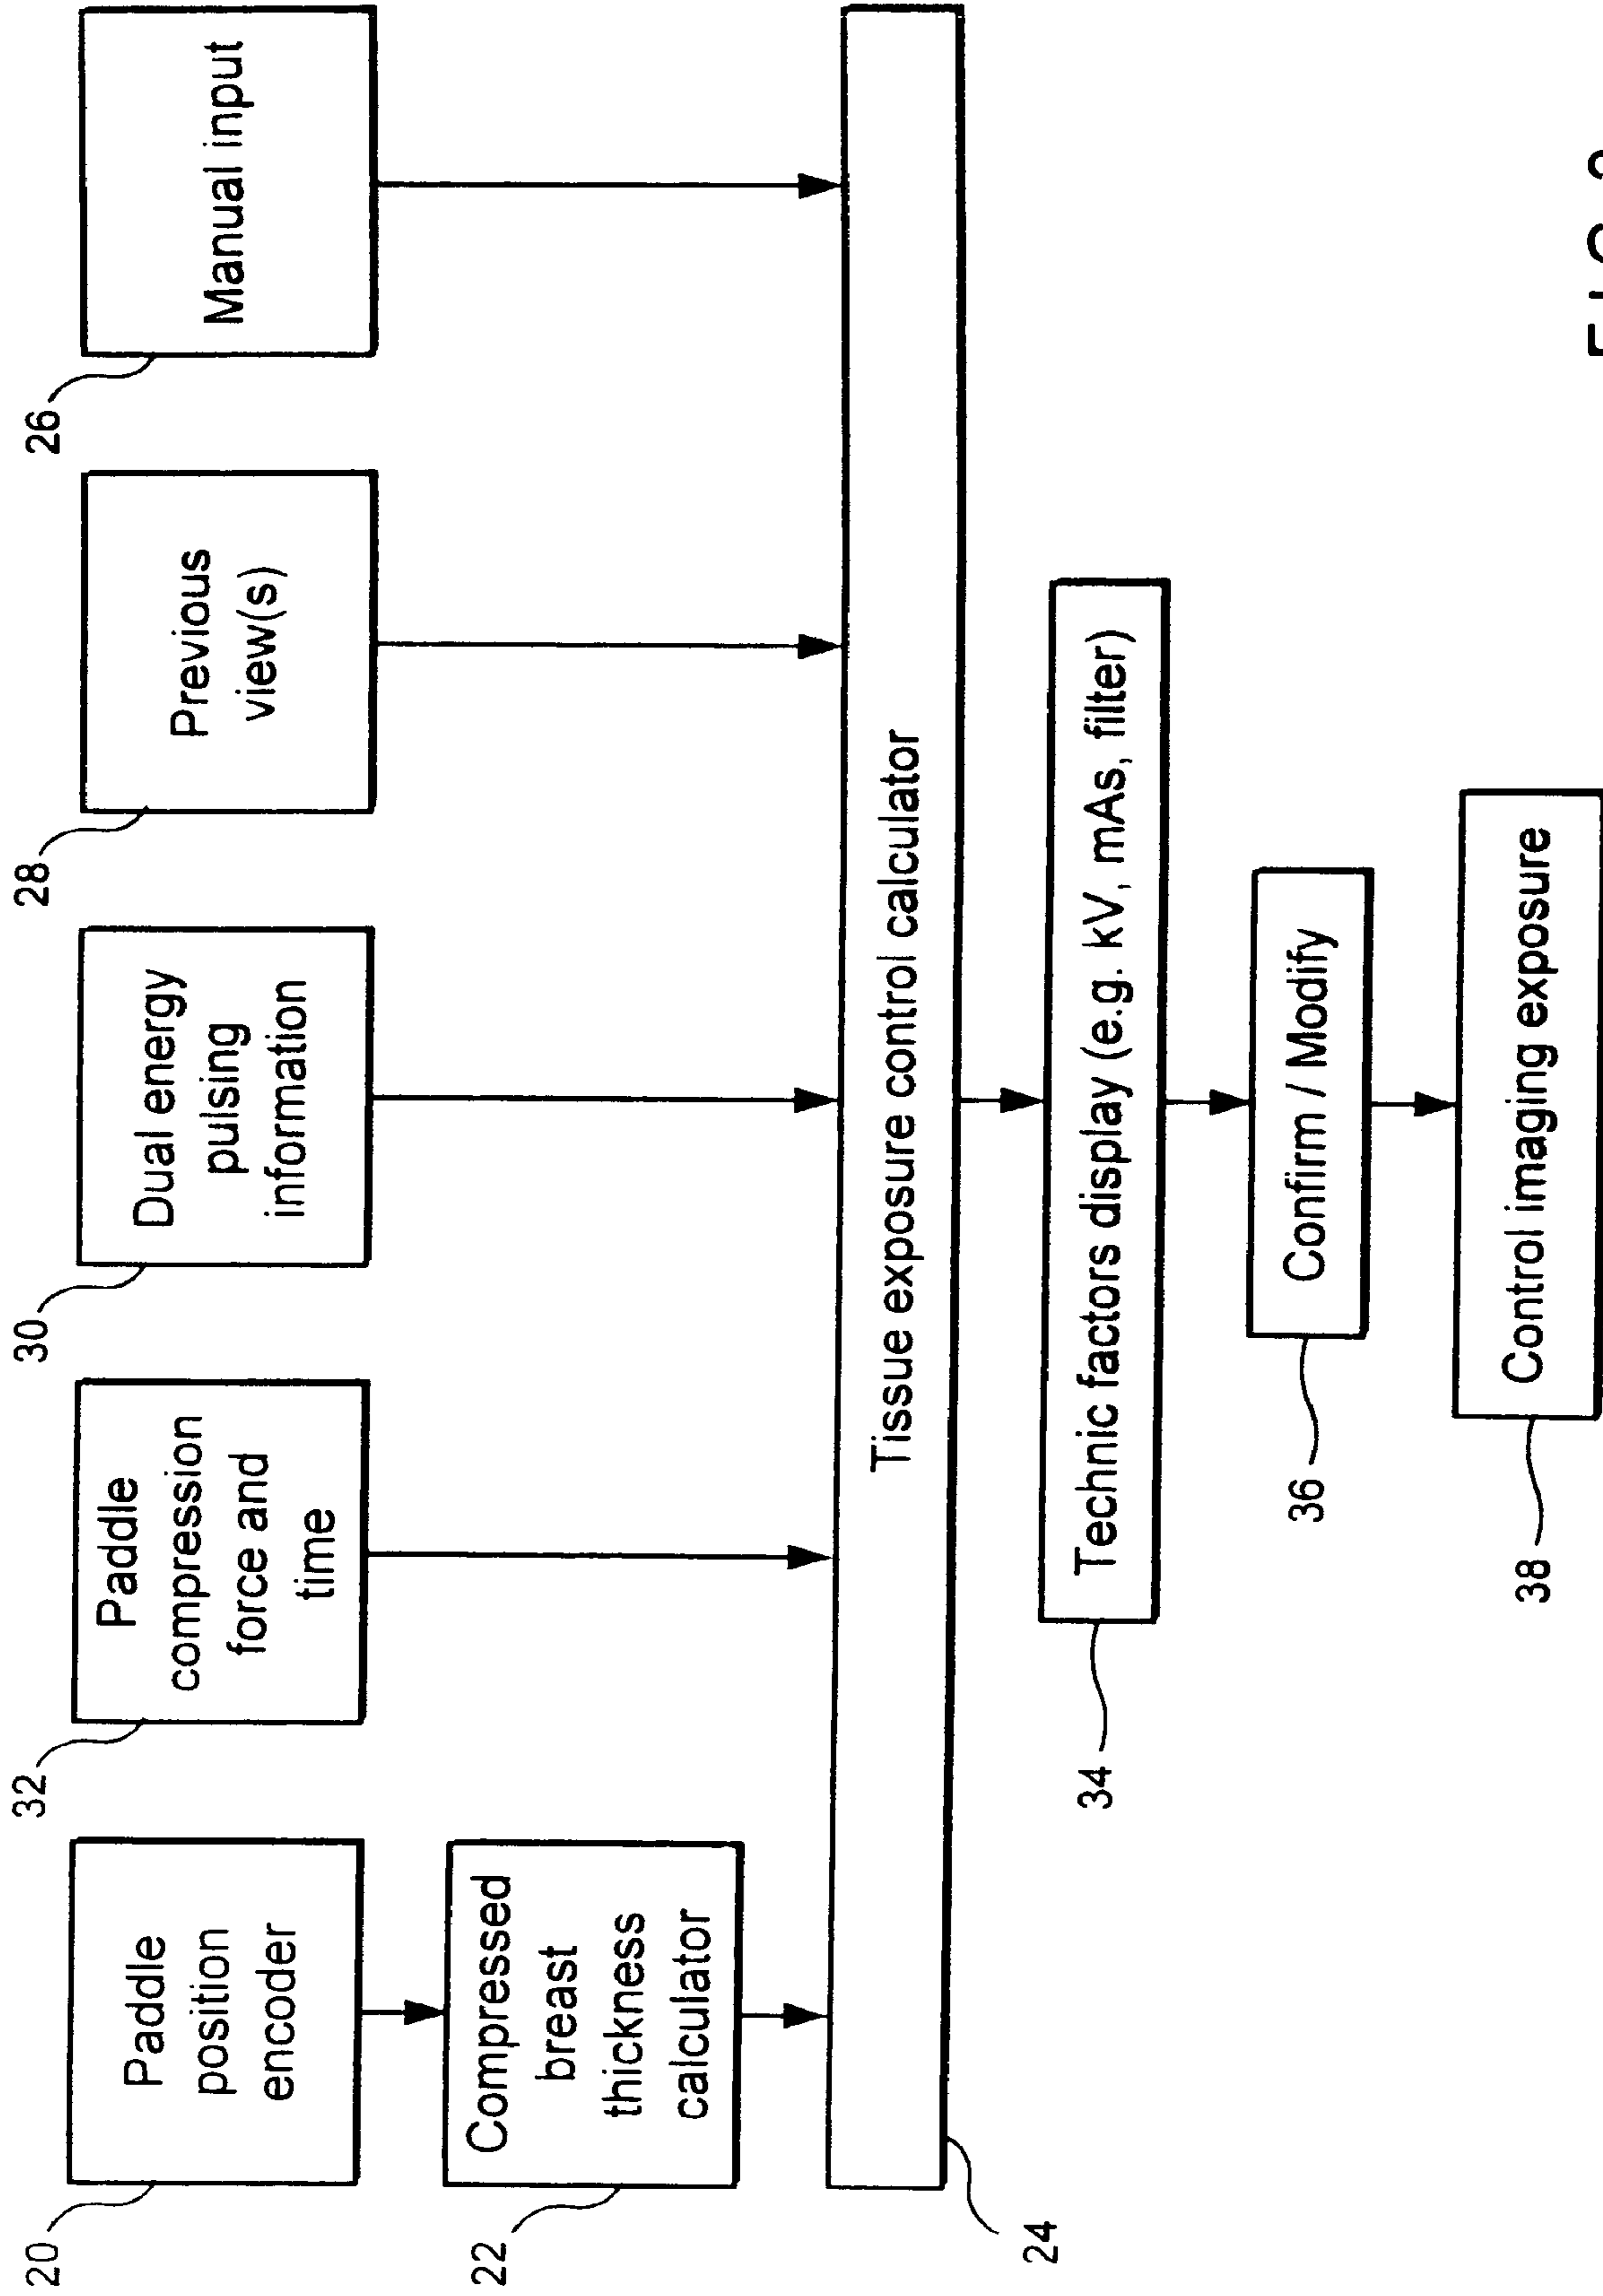 20
Paddle
position
encoder
32
Paddle
compression
force and
time
30
Dual energy
pulsing
information
28
Previous
view(s)
26
Manual input
22
Compressed
breast
thickness
calculator
24
Tissue exposure control calculator
34
Technic factors display (e.g. kV, mAs, filter)
36
Confirm / Modify
38
Control imaging exposure